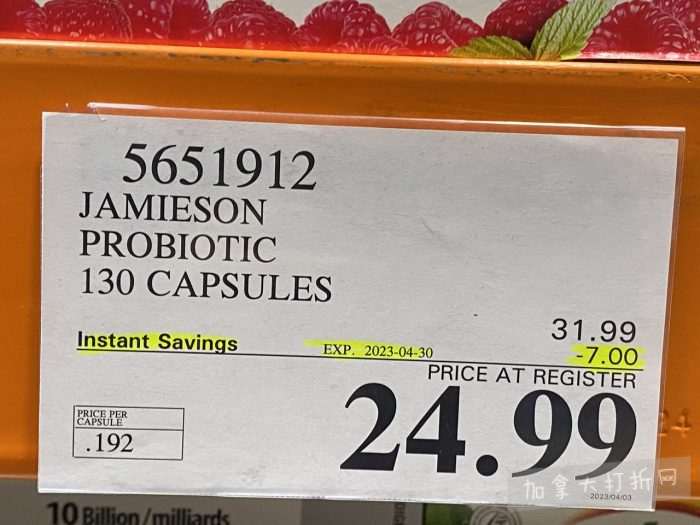 5651912
JAMIESON
PROBIOTIC
130 CAPSULES
31.99
Instant Savings EXP. 2023-04-30 -7.00
PRICE AT REGISTER
24.99
PRICE PER
CAPSULE
.192
24
加拿大打折网
2023/04/03
10 Billion/milliards